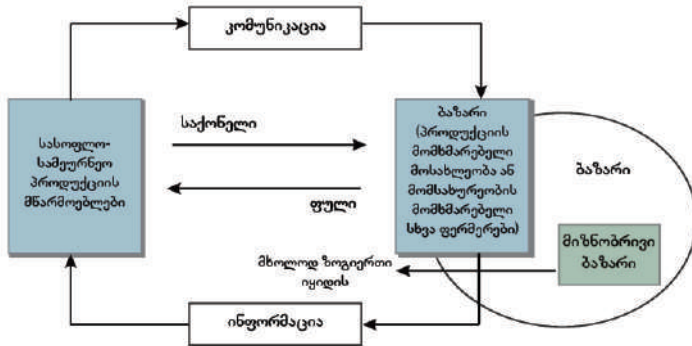 კომუნიკაცია
სასოფლო-
სამეურნეო
პროდუქციის
მწარმოებლები
საქონელი
ფული
ბაზარი
(პროდუქციის
მომხმარებელი
მოსახლეობა ან
მომსახურეობის
მომხმარებელი
სხვა ფერმერები)
ბაზარი
მიზნობრივი
ბაზარი
მხოლოდ ზოგიერთი
იყიდის
ინფორმაცია